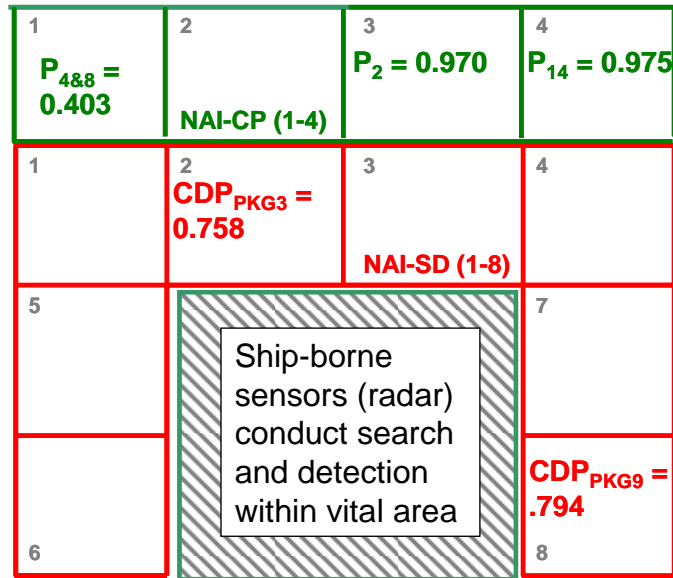 1 2 3 4
P4&8 =
0.403
P2 = 0.970
P14 = 0.975
NAI-CP (1-4)
1 2 3 4
CDPPKG3 =
0.758
NAI-SD (1-8)
5 7
Ship-borne
sensors (radar)
conduct search
and detection
within vital area
CDPPKG9 =
.794
6 8